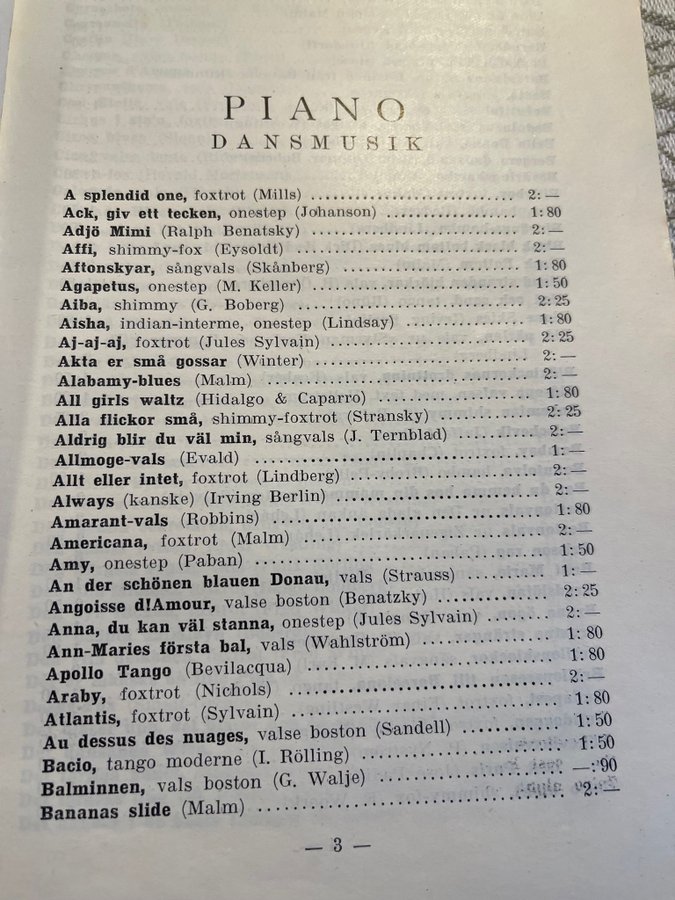 PIANO
DANSMUSIK
A splendid one, foxtrot (Mills) .......................... 2: —
Ack, giv ett tecken, onestep (Johanson) ................. 1: 80
Adjö Mimi (Ralph Benatsky) ............................. 2: —
Affi, shimmy-fox (Eysoldt) .............................. 2: —
Aftonskyar, sångvals (Skånberg) ........................ 1: 80
Agapetus, onestep (M. Keller) .......................... 1: 50
Aiba, shimmy (G. Boberg) .............................. 2: 25
Aisha, indian-interme, onestep (Lindsay) ................ 1: 80
Aj-aj-aj, foxtrot (Jules Sylvain) .......................... 2: 25
Akta er små gossar (Winter) ............................ 2: —
Alabamy-blues (Malm) .................................. 2: —
All girls waltz (Hidalgo & Caparro) ..................... 1: 80
Alla flickor små, shimmy-foxtrot (Stransky) .............. 2: 25
Aldrig blir du väl min, sångvals (J. Ternblad) ........... 2: —
Allmoge-vals (Evald) .................................... 1: —
Allt eller intet, foxtrot (Lindberg) ....................... 2: —
Always (kanske) (Irving Berlin) ......................... 2: —
Amarant-vals (Robbins) ................................. 1: 80
Americana, foxtrot (Malm) .............................. 2: —
Amy, onestep (Paban) ................................... 1: 50
An der schönen blauen Donau, vals (Strauss) ........... 1: —
Angoisse d!Amour, valse boston (Benatzky) .............. 2: 25
Anna, du kan väl stanna, onestep (Jules Sylvain) ........ 2: —
Ann-Maries första bal, vals (Wahlström) ................. 1: 80
Apollo Tango (Bevilacqua) ............................... 1: 80
Araby, foxtrot (Nichols) ................................. 2: —
Atlantis, foxtrot (Sylvain) ............................... 1: 80
Au dessus des nuages, valse boston (Sandell) ............ 1: 50
Bacio, tango moderne (I. Rölling) ........................ 1: 50
Balminnen, vals boston (G. Walje) ....................... —: 90
Bananas slide (Malm) .................................... 2: —
— 3 —